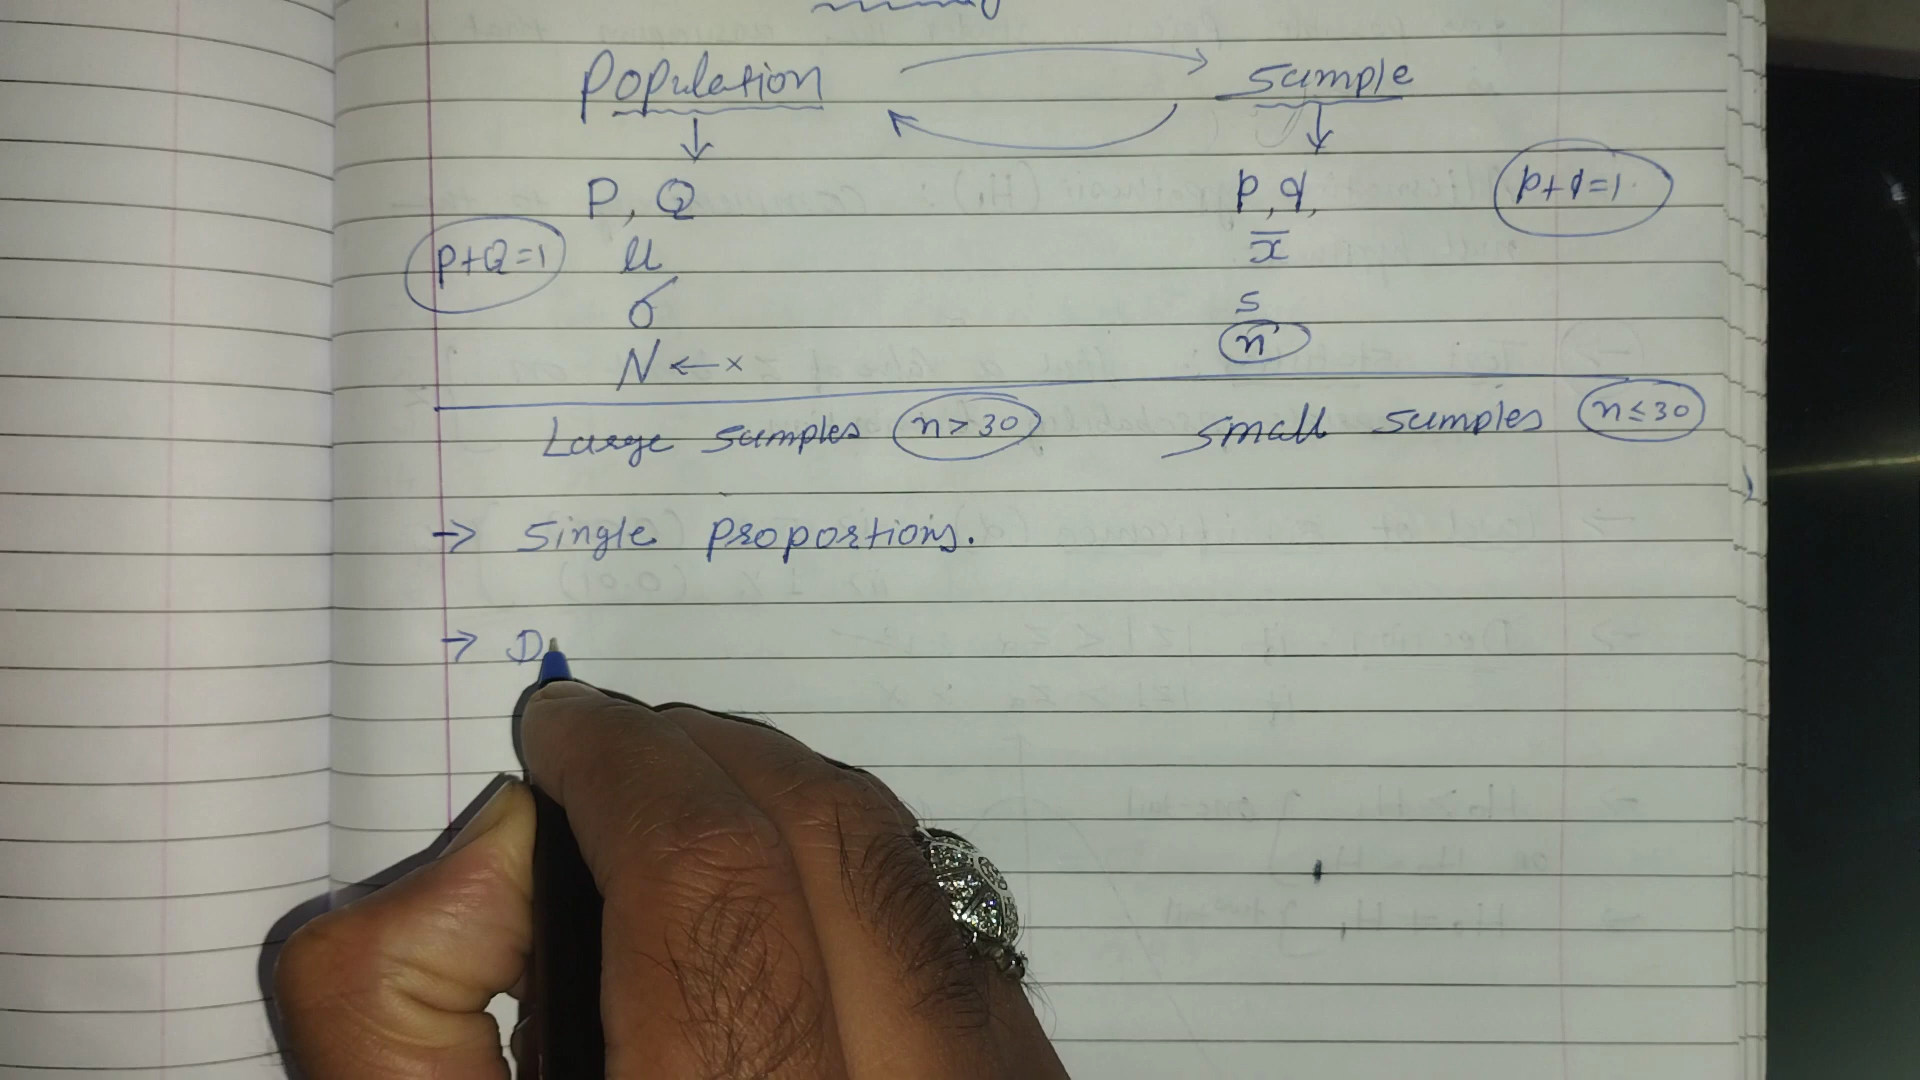 Population → Sample
↓ ↓
P, Q p, q, p+q=1.
P+Q=1 μ x̄
σ s
N ← × n
Large samples n > 30 Small samples n ≤ 30
→ Single proportions.
→ D